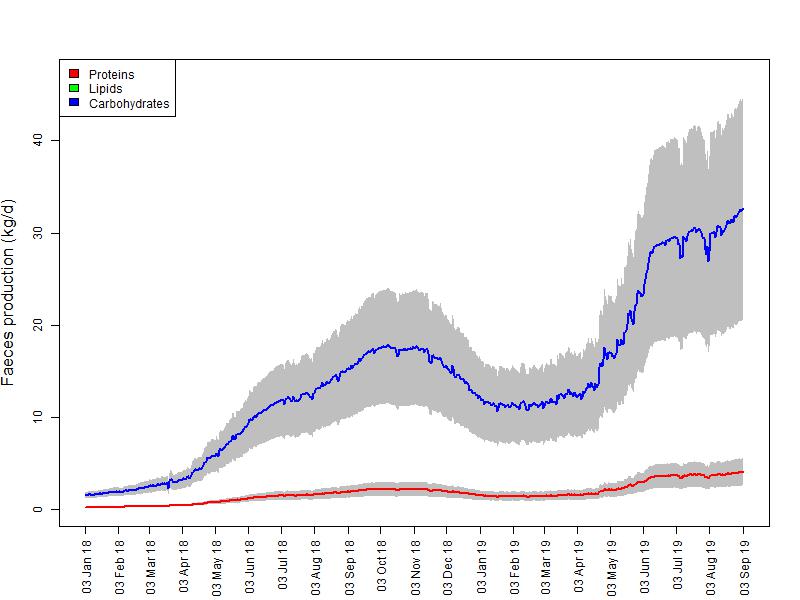 Proteins
Lipids
Carbohydrates
Faeces production (kg/d)
40
30
20
10
0
03 Jan 18
03 Feb 18
03 Mar 18
03 Apr 18
03 May 18
03 Jun 18
03 Jul 18
03 Aug 18
03 Sep 18
03 Oct 18
03 Nov 18
03 Dec 18
03 Jan 19
03 Feb 19
03 Mar 19
03 Apr 19
03 May 19
03 Jun 19
03 Jul 19
03 Aug 19
03 Sep 19